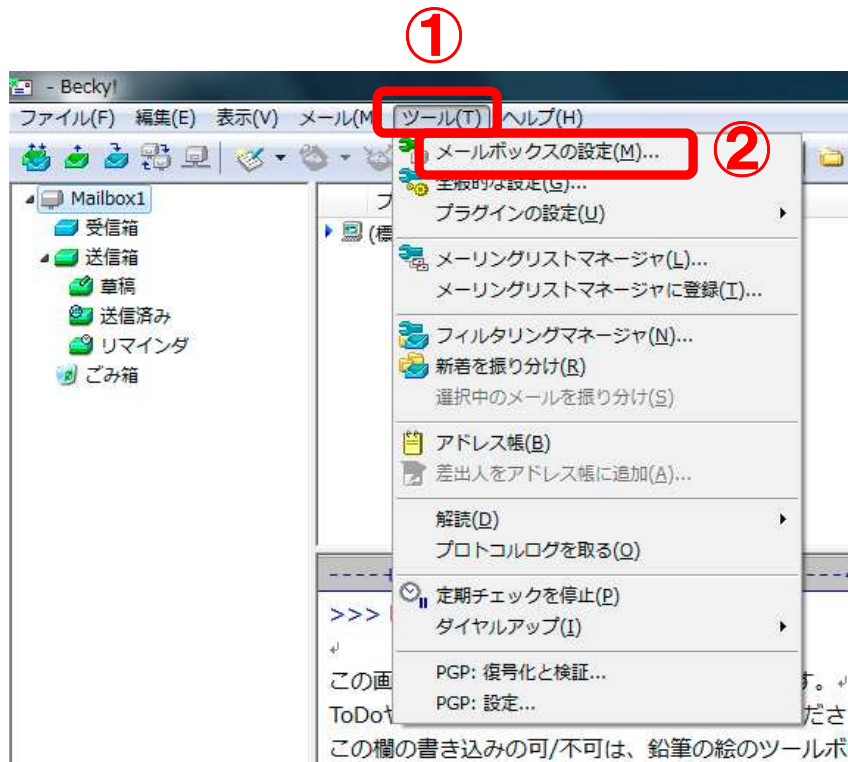 ①
- Becky!
ファイル(F) 編集(E) 表示(V) メール(M ツール(T) ヘルプ(H)
メールボックスの設定(M)...
②
全般的な設定(G)...
プラグインの設定(U)
メーリングリストマネージャ(L)...
メーリングリストマネージャに登録(T)...
フィルタリングマネージャ(N)...
新着を振り分け(R)
選択中のメールを振り分け(S)
アドレス帳(B)
差出人をアドレス帳に追加(A)...
解読(D)
プロトコルログを取る(O)
定期チェックを停止(P)
ダイヤルアップ(I)
PGP: 復号化と検証...
PGP: 設定...
Mailbox1
受信箱
送信箱
草稿
送信済み
リマインダ
ごみ箱
フ
(標
----+
>>>
この画 す。
ToDoや ださ
この欄の書き込みの可/不可は、鉛筆の絵のツールボ